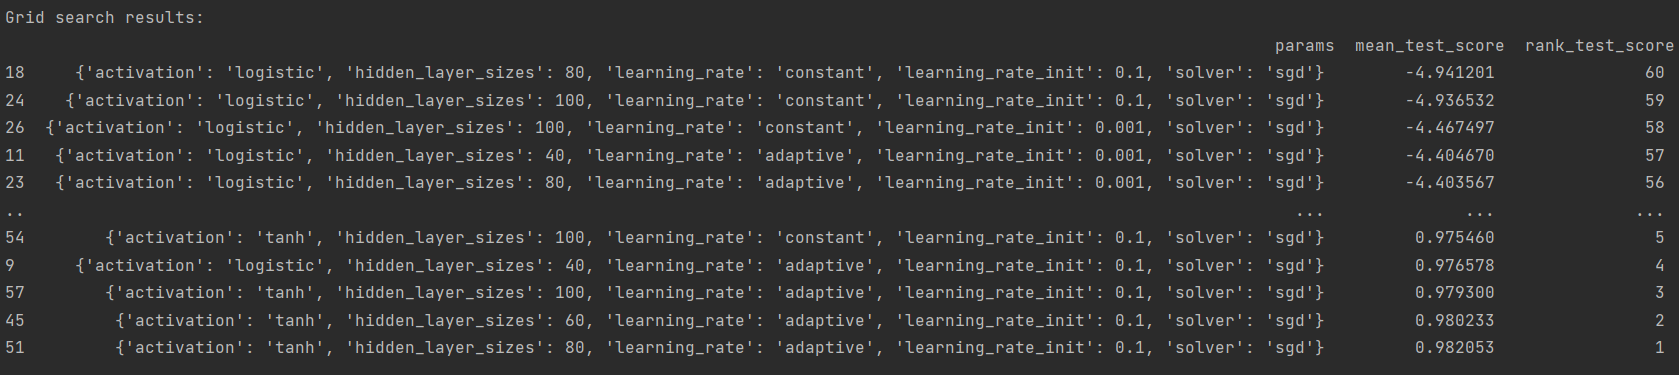 Grid search results:
params mean_test_score rank_test_score
18 {'activation': 'logistic', 'hidden_layer_sizes': 80, 'learning_rate': 'constant', 'learning_rate_init': 0.1, 'solver': 'sgd'} -4.941201 60
24 {'activation': 'logistic', 'hidden_layer_sizes': 100, 'learning_rate': 'constant', 'learning_rate_init': 0.1, 'solver': 'sgd'} -4.936532 59
26 {'activation': 'logistic', 'hidden_layer_sizes': 100, 'learning_rate': 'constant', 'learning_rate_init': 0.001, 'solver': 'sgd'} -4.467497 58
11 {'activation': 'logistic', 'hidden_layer_sizes': 40, 'learning_rate': 'adaptive', 'learning_rate_init': 0.001, 'solver': 'sgd'} -4.404670 57
23 {'activation': 'logistic', 'hidden_layer_sizes': 80, 'learning_rate': 'adaptive', 'learning_rate_init': 0.001, 'solver': 'sgd'} -4.403567 56
.. ... ... ...
54 {'activation': 'tanh', 'hidden_layer_sizes': 100, 'learning_rate': 'constant', 'learning_rate_init': 0.1, 'solver': 'sgd'} 0.975460 5
9 {'activation': 'logistic', 'hidden_layer_sizes': 40, 'learning_rate': 'adaptive', 'learning_rate_init': 0.1, 'solver': 'sgd'} 0.976578 4
57 {'activation': 'tanh', 'hidden_layer_sizes': 100, 'learning_rate': 'adaptive', 'learning_rate_init': 0.1, 'solver': 'sgd'} 0.979300 3
45 {'activation': 'tanh', 'hidden_layer_sizes': 60, 'learning_rate': 'adaptive', 'learning_rate_init': 0.1, 'solver': 'sgd'} 0.980233 2
51 {'activation': 'tanh', 'hidden_layer_sizes': 80, 'learning_rate': 'adaptive', 'learning_rate_init': 0.1, 'solver': 'sgd'} 0.982053 1